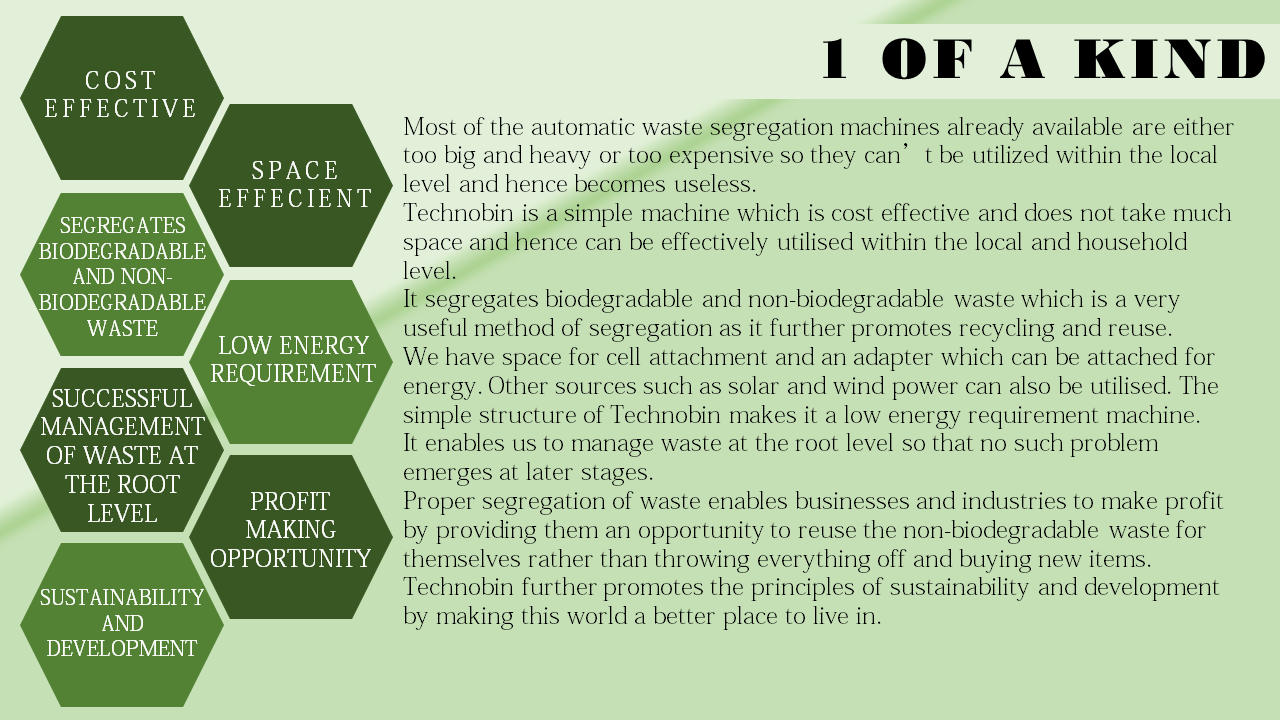 1 OF A KIND
COST
EFFECTIVE
SPACE
EFFECIENT
SEGREGATES
BIODEGRADABLE
AND NON-
BIODEGRADABLE
WASTE
LOW ENERGY
REQUIREMENT
SUCCESSFUL
MANAGEMENT
OF WASTE AT
THE ROOT
LEVEL
PROFIT
MAKING
OPPORTUNITY
SUSTAINABILITY
AND
DEVELOPMENT
Most of the automatic waste segregation machines already available are either
too big and heavy or too expensive so they can’t be utilized within the local
level and hence becomes useless.
Technobin is a simple machine which is cost effective and does not take much
space and hence can be effectively utilised within the local and household
level.
It segregates biodegradable and non-biodegradable waste which is a very
useful method of segregation as it further promotes recycling and reuse.
We have space for cell attachment and an adapter which can be attached for
energy. Other sources such as solar and wind power can also be utilised. The
simple structure of Technobin makes it a low energy requirement machine.
It enables us to manage waste at the root level so that no such problem
emerges at later stages.
Proper segregation of waste enables businesses and industries to make profit
by providing them an opportunity to reuse the non-biodegradable waste for
themselves rather than throwing everything off and buying new items.
Technobin further promotes the principles of sustainability and development
by making this world a better place to live in.